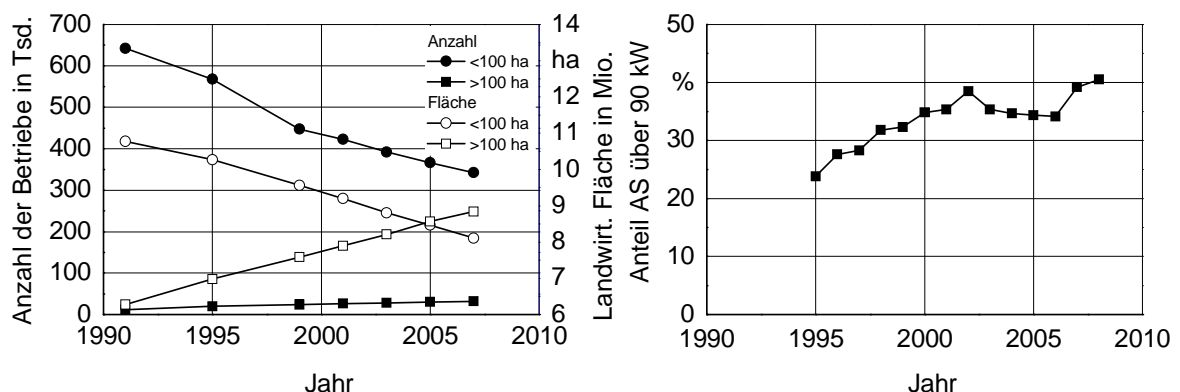 Anzahl der Betriebe in Tsd.
700
600
500
400
300
200
100
0
1990 1995 2000 2005 2010
Jahr
Anzahl
<100 ha
>100 ha
Fläche
<100 ha
>100 ha
14
ha
12
11
10
9
8
7
6
Landwirt. Fläche in Mio.
Anteil AS über 90 kW
50
%
30
20
10
0
1990 1995 2000 2005 2010
Jahr